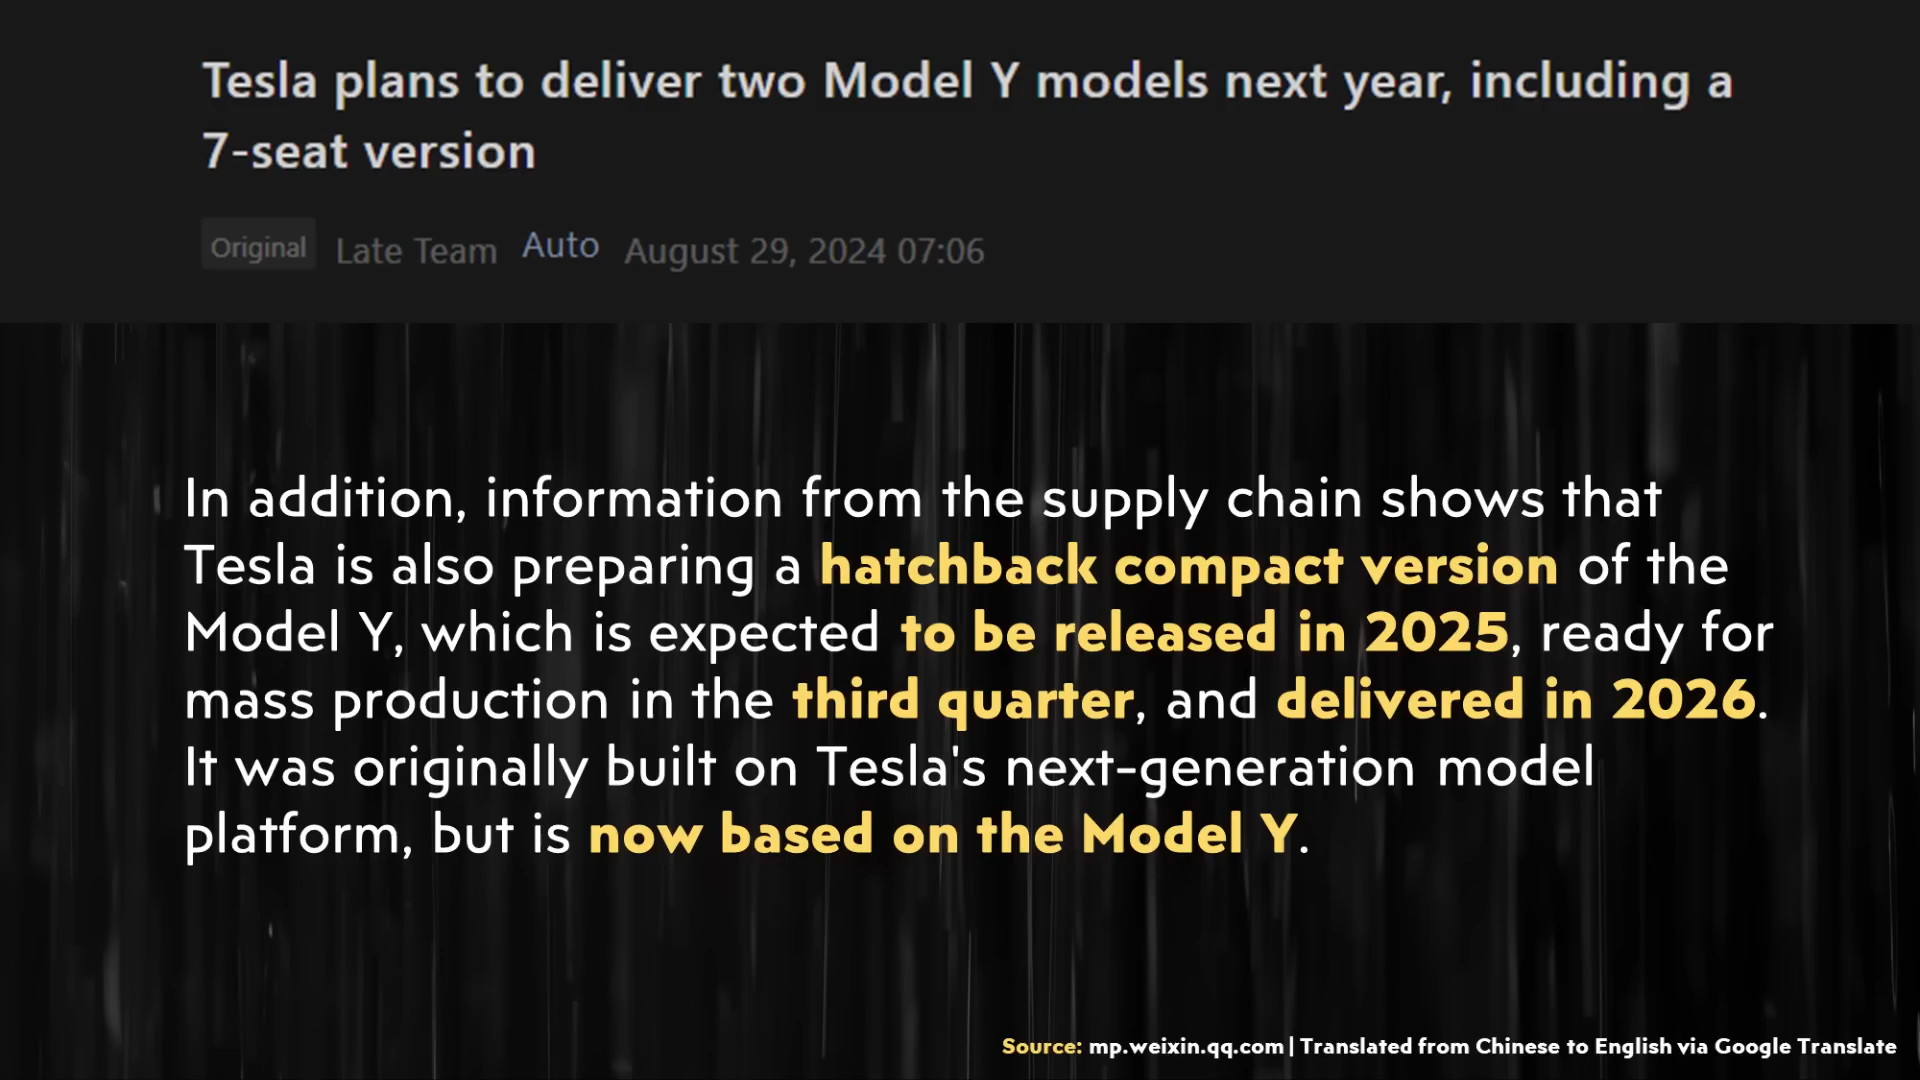 Tesla plans to deliver two Model Y models next year, including a
7-seat version
Original Late Team Auto August 29, 2024 07:06
In addition, information from the supply chain shows that
Tesla is also preparing a hatchback compact version of the
Model Y, which is expected to be released in 2025, ready for
mass production in the third quarter, and delivered in 2026.
It was originally built on Tesla's next-generation model
platform, but is now based on the Model Y.
Source: mp.weixin.qq.com | Translated from Chinese to English via Google Translate